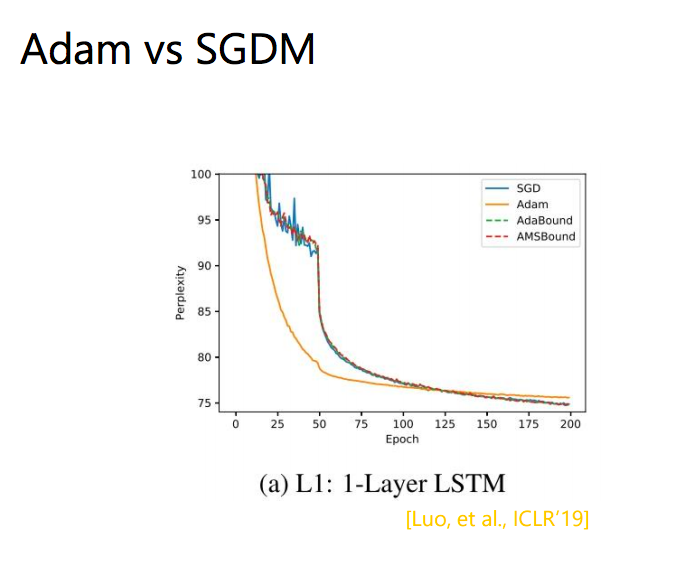 Adam vs SGDM
100
95
90
85
80
75
Perplexity
SGD
Adam
AdaBound
AMSBound
0 25 50 75 100 125 150 175 200
Epoch
(a) L1: 1-Layer LSTM
[Luo, et al., ICLR'19]